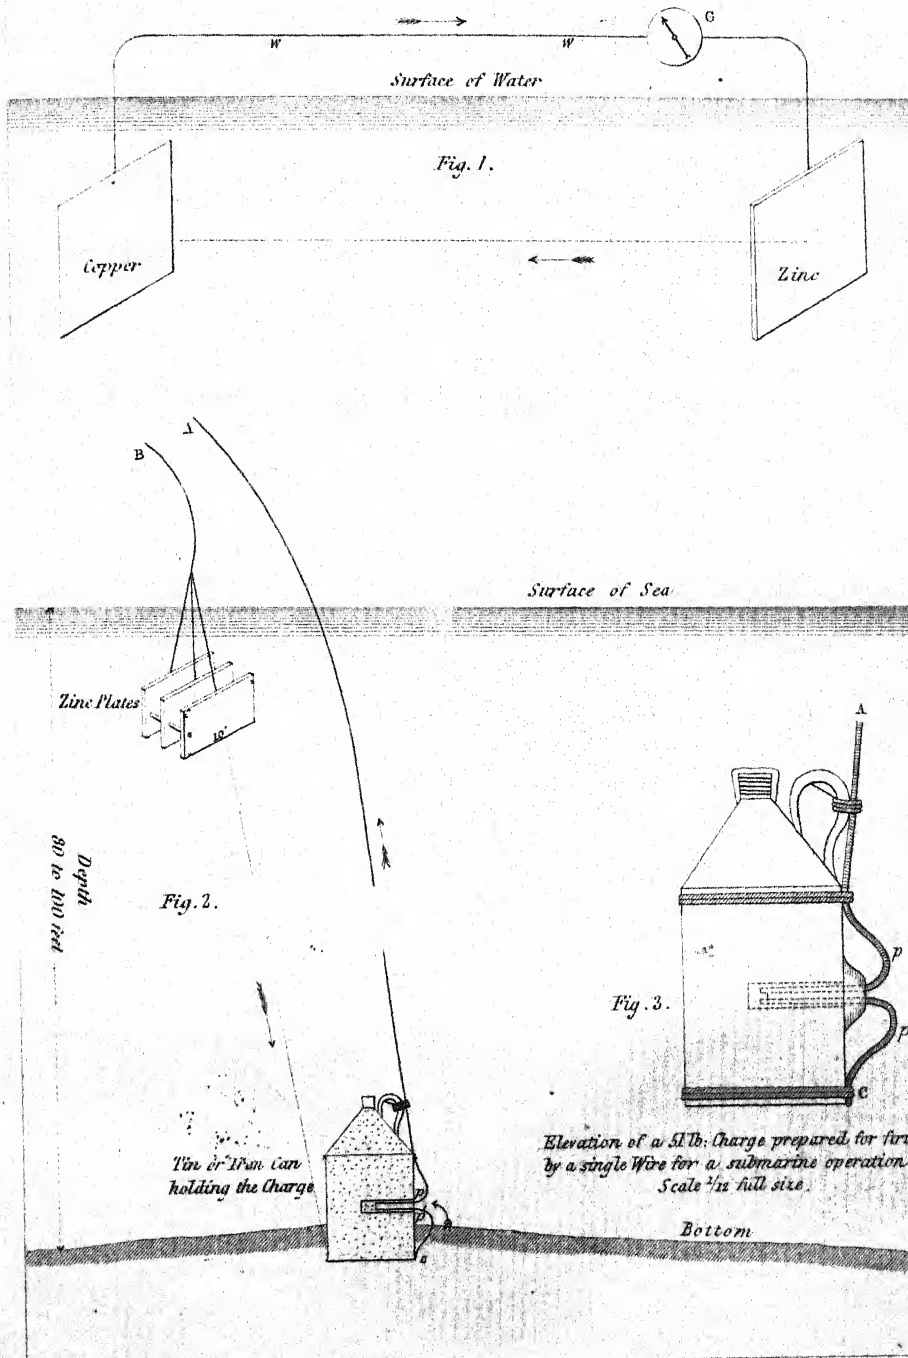 G
W W
Surface of Water
Fig. 1.
Copper
Zinc
A
B
Surface of Sea
Zinc Plates
10"
A
Depth
80 to 100 feet
Fig. 2.
p
Fig. 3.
p
C
Elevation of a 51 lb: Charge prepared for
by a single Wire for a submarine operation
Scale 1/12 full size.
Tin or Iron Can
holding the Charge
p
Bottom